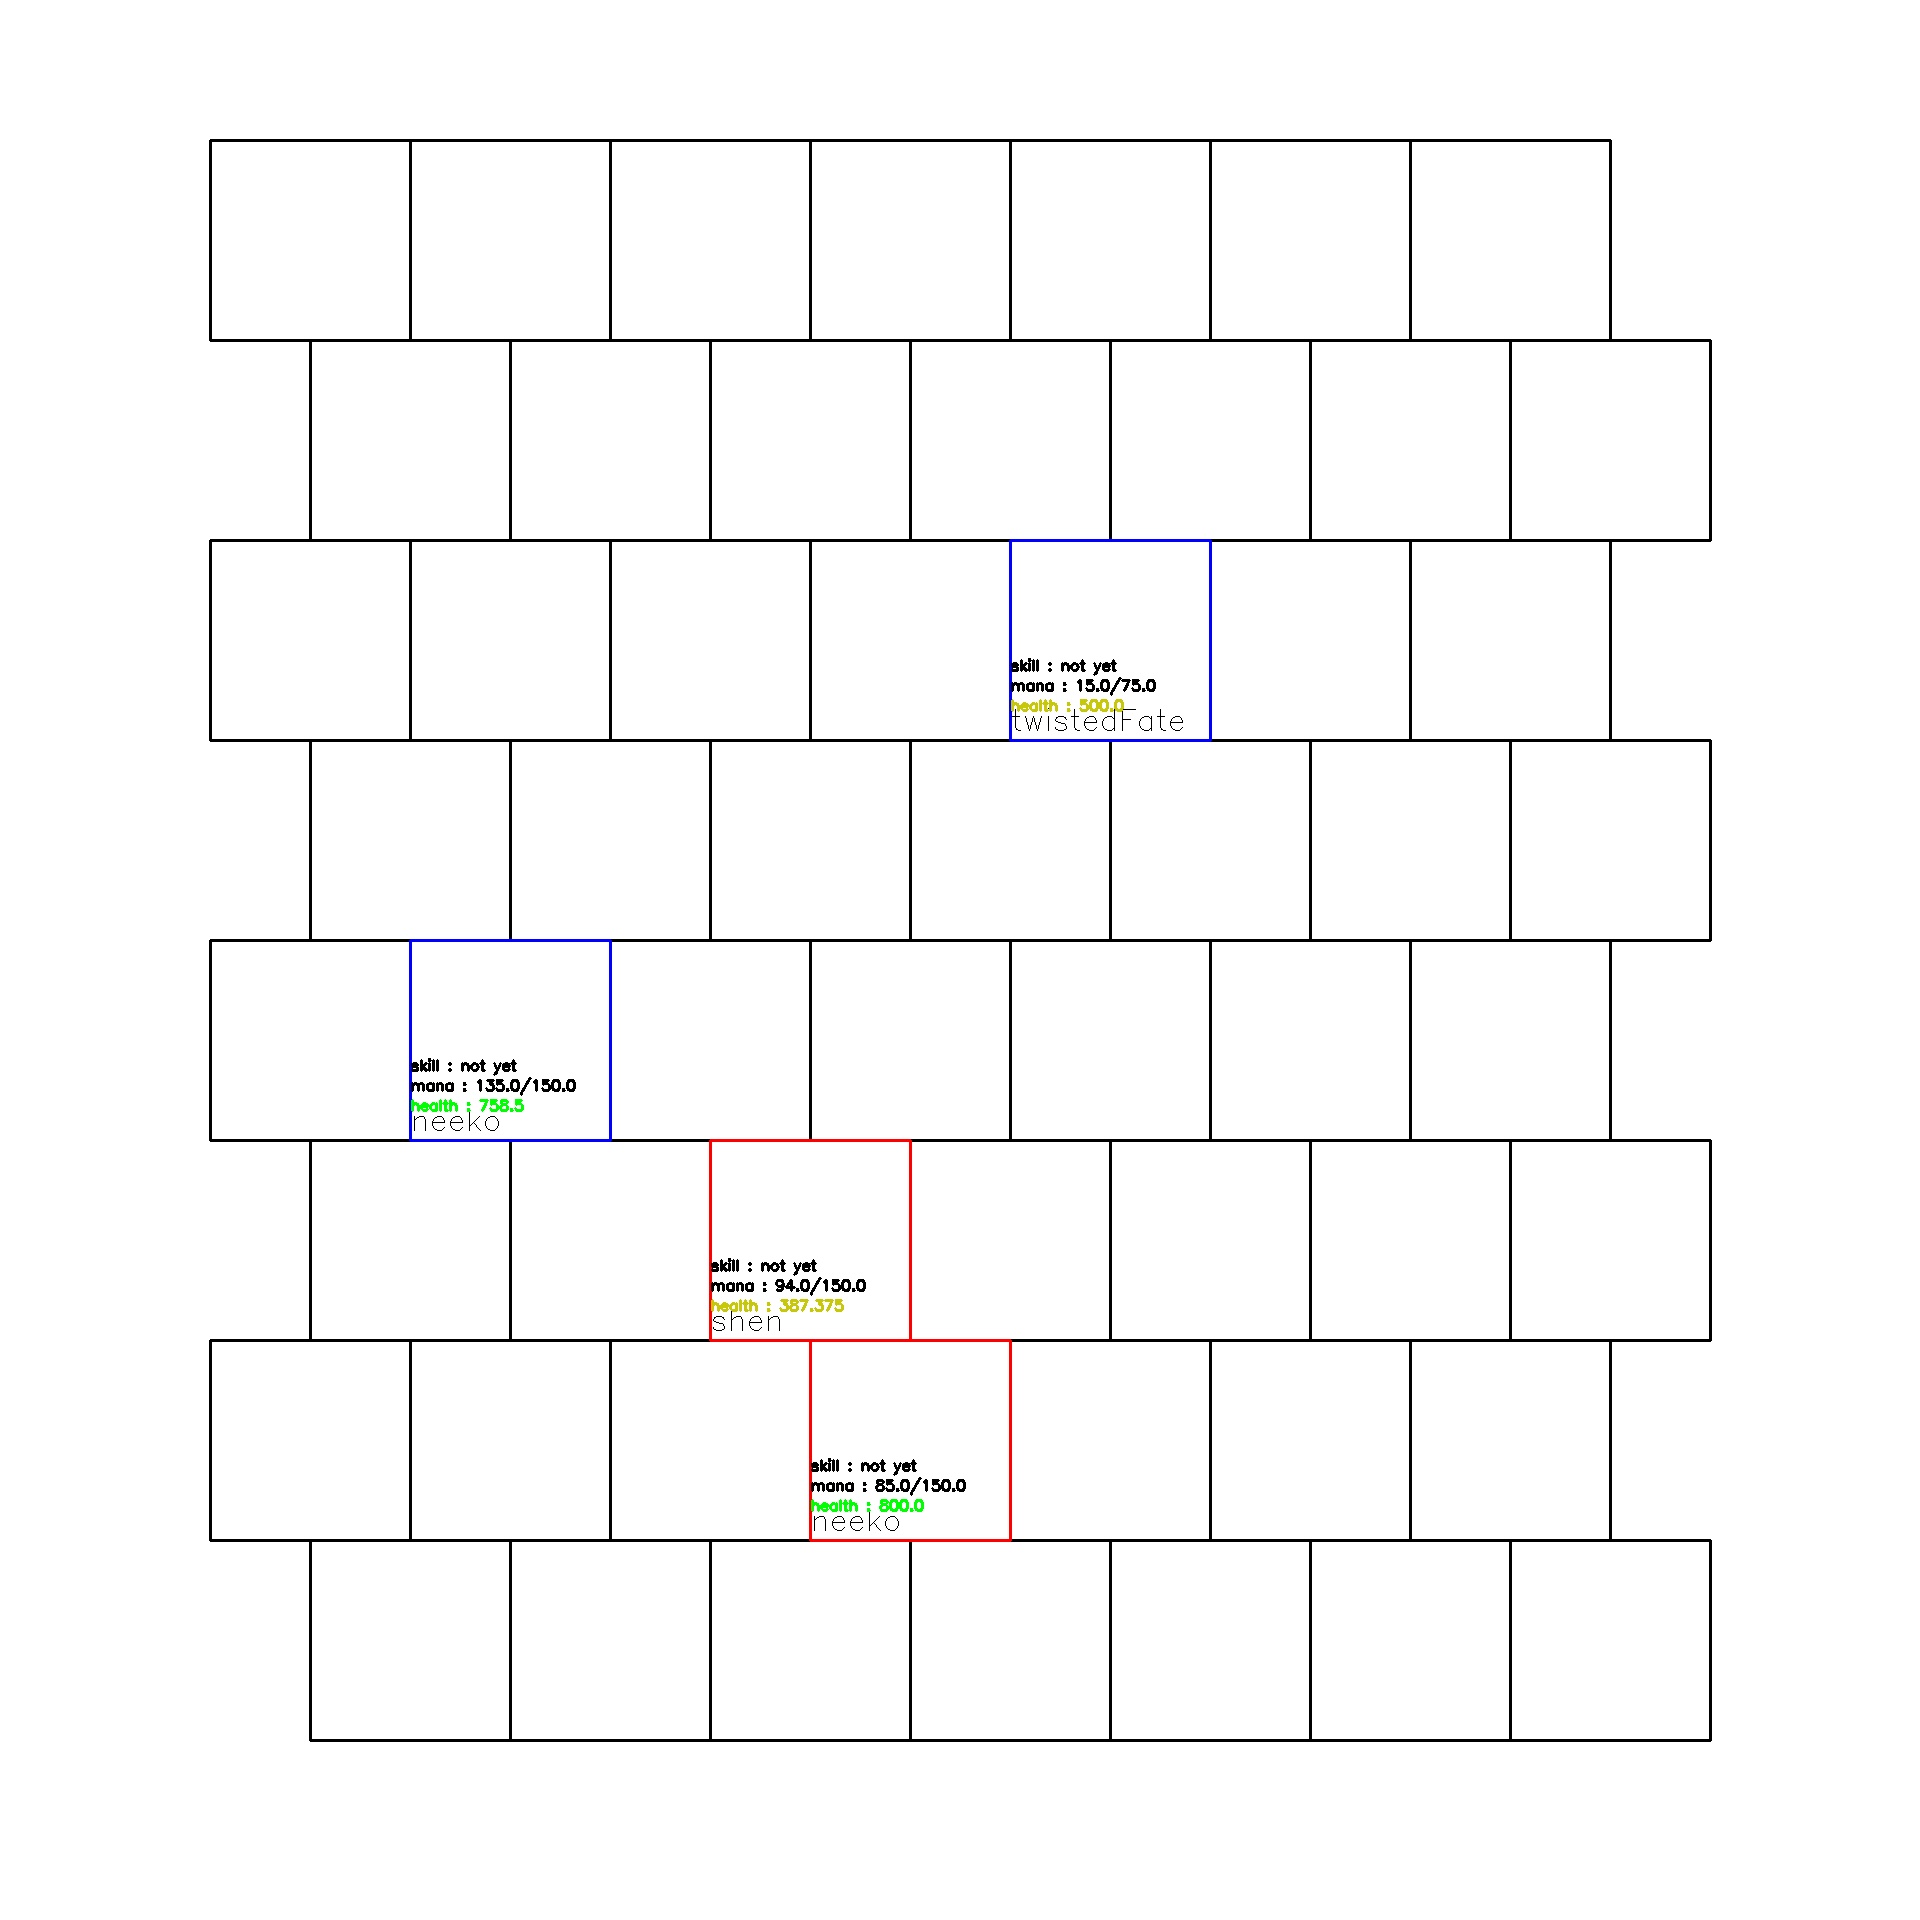 skill : not yet
mana : 15.0/75.0
health : 500.0
twistedFate
skill : not yet
mana : 135.0/150.0
health : 758.5
neeko
skill : not yet
mana : 94.0/150.0
health : 387.375
shen
skill : not yet
mana : 85.0/150.0
health : 800.0
neeko